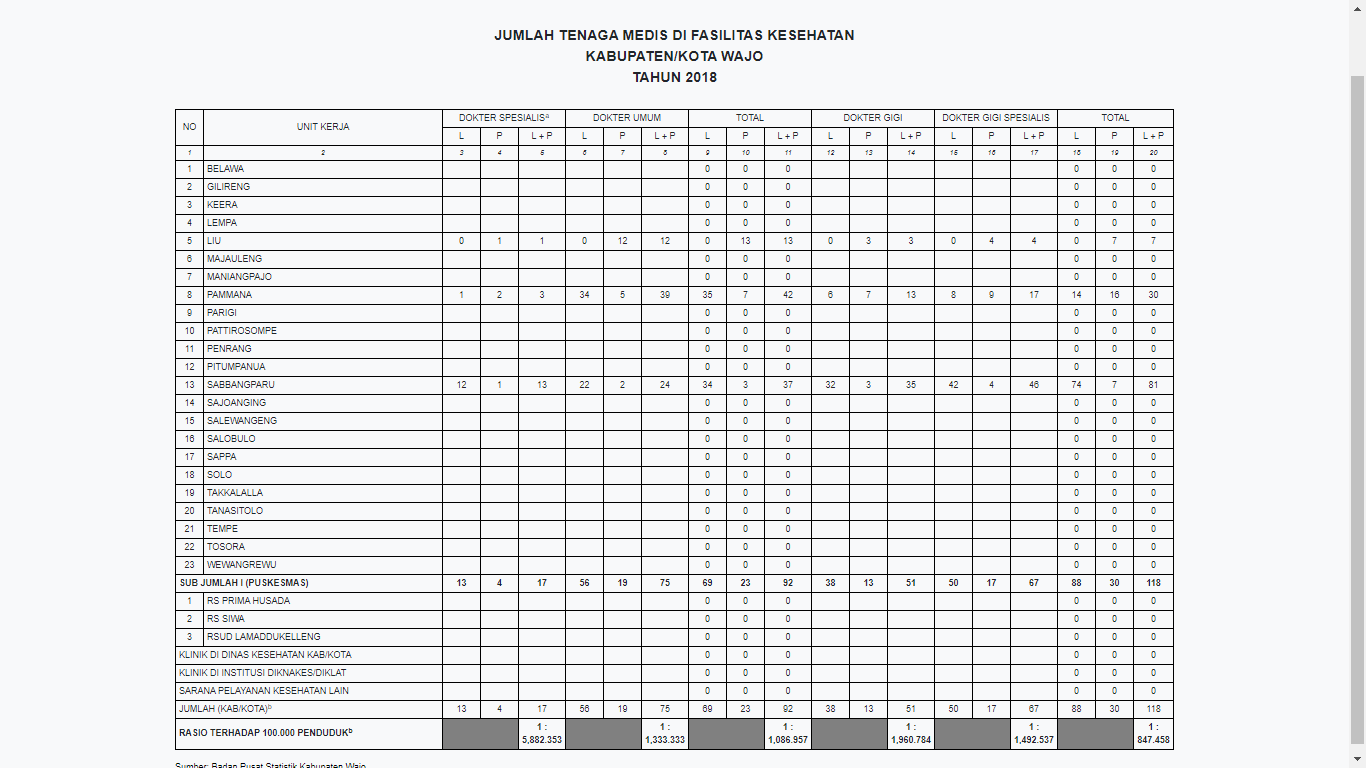 JUMLAH TENAGA MEDIS DI FASILITAS KESEHATAN
KABUPATEN/KOTA WAJO
TAHUN 2018
NO UNIT KERJA DOKTER SPESIALISᵃ DOKTER UMUM TOTAL DOKTER GIGI DOKTER GIGI SPESIALIS TOTAL
L P L + P L P L + P L P L + P L P L + P L P L + P L P L + P
1 2 3 4 5 6 7 8 9 10 11 12 13 14 15 16 17 18 19 20
1 BELAWA 0 0 0 0 0 0
2 GILIRENG 0 0 0 0 0 0
3 KEERA 0 0 0 0 0 0
4 LEMPA 0 0 0 0 0 0
5 LIU 0 1 1 0 12 12 0 13 13 0 3 3 0 4 4 0 7 7
6 MAJAULENG 0 0 0 0 0 0
7 MANIANGPAJO 0 0 0 0 0 0
8 PAMMANA 1 2 3 34 5 39 35 7 42 6 7 13 8 9 17 14 16 30
9 PARIGI 0 0 0 0 0 0
10 PATTIROSOMPE 0 0 0 0 0 0
11 PENRANG 0 0 0 0 0 0
12 PITUMPANUA 0 0 0 0 0 0
13 SABBANGPARU 12 1 13 22 2 24 34 3 37 32 3 35 42 4 46 74 7 81
14 SAJOANGING 0 0 0 0 0 0
15 SALEWANGENG 0 0 0 0 0 0
16 SALOBULO 0 0 0 0 0 0
17 SAPPA 0 0 0 0 0 0
18 SOLO 0 0 0 0 0 0
19 TAKKALALLA 0 0 0 0 0 0
20 TANASITOLO 0 0 0 0 0 0
21 TEMPE 0 0 0 0 0 0
22 TOSORA 0 0 0 0 0 0
23 WEWANGREWU 0 0 0 0 0 0
SUB JUMLAH I (PUSKESMAS) 13 4 17 56 19 75 69 23 92 38 13 51 50 17 67 88 30 118
1 RS PRIMA HUSADA 0 0 0 0 0 0
2 RS SIWA 0 0 0 0 0 0
3 RSUD LAMADDUKELLENG 0 0 0 0 0 0
KLINIK DI DINAS KESEHATAN KAB/KOTA 0 0 0 0 0 0
KLINIK DI INSTITUSI DIKNAKES/DIKLAT 0 0 0 0 0 0
SARANA PELAYANAN KESEHATAN LAIN 0 0 0 0 0 0
JUMLAH (KAB/KOTA)ᵇ 13 4 17 56 19 75 69 23 92 38 13 51 50 17 67 88 30 118
RASIO TERHADAP 100.000 PENDUDUKᵇ 1 : 5,882.353 1 : 1,333.333 1 : 1,086.957 1 : 1,960.784 1 : 1,492.537 1 : 847.458
Sumber: Badan Pusat Statistik Kabupaten Wajo